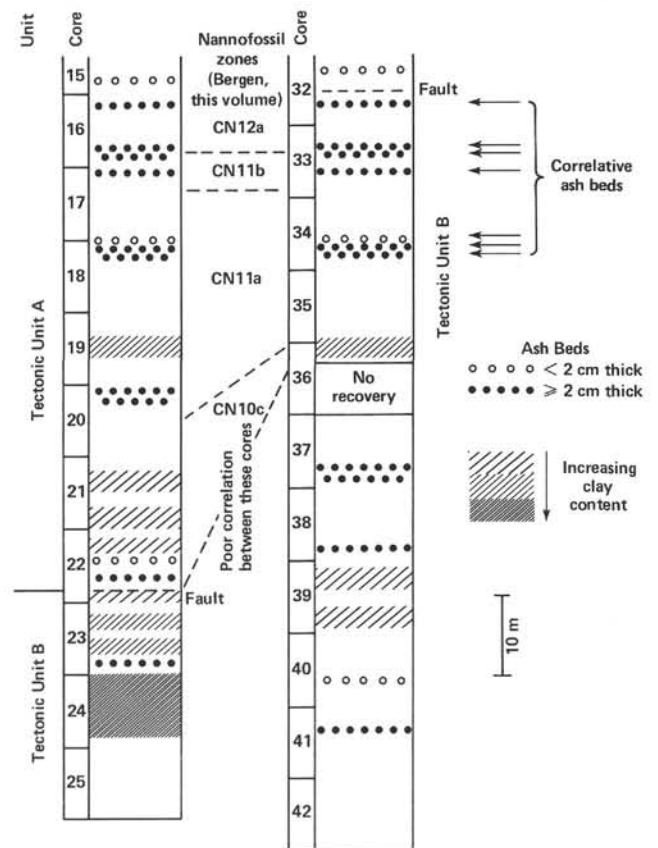 Unit
Core
Nannofossil
zones
(Bergen,
this volume)
15
16
17
18
19
20
21
22
23
24
25
Tectonic Unit A
Tectonic Unit B
CN12a
CN11b
CN11a
CN10c
Poor correlation
between these cores
Fault
Core
32
33
34
35
36
37
38
39
40
41
42
No
recovery
Fault
Correlative
ash beds
Tectonic Unit B
Ash Beds
< 2 cm thick
⩾ 2 cm thick
Increasing
clay
content
10 m